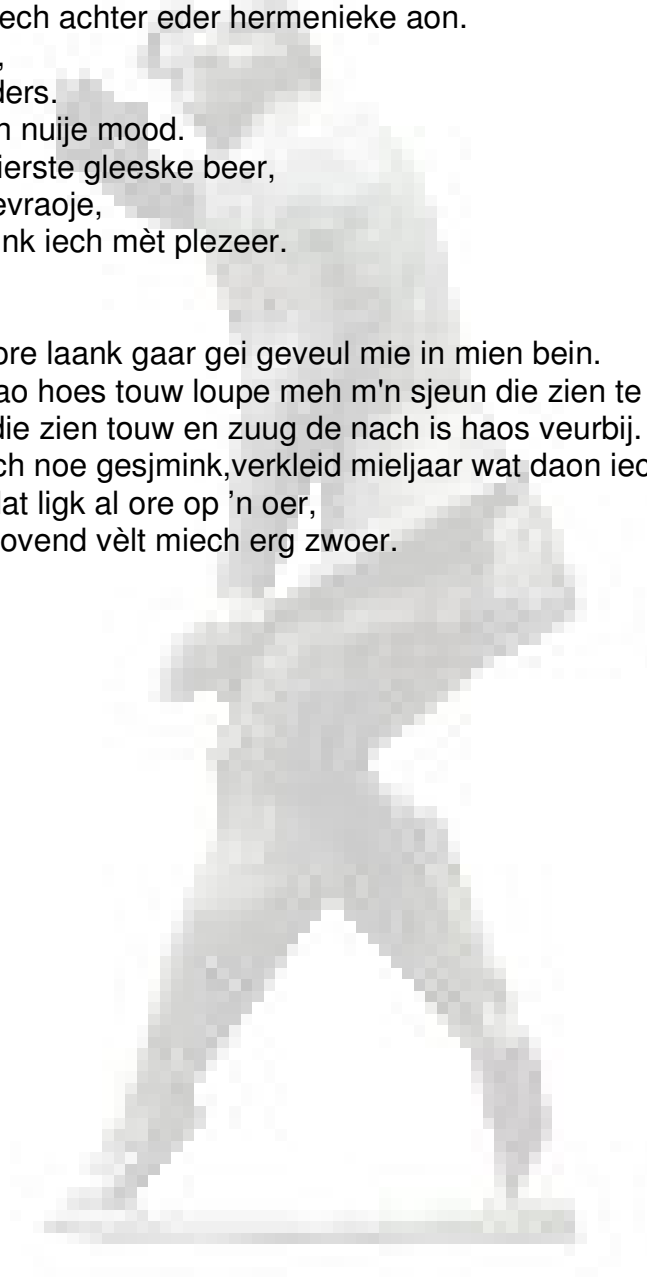 ech achter eder hermenieke aon.
,
ders.
n nuije mood.
ierste gleeske beer,
evraoje,
nk iech mèt plezeer.
ore laank gaar gei geveul mie in mien bein.
ao hoes touw loupe meh m'n sjeun die zien te
die zien touw en zuug de nach is haos veurbij.
ch noe gesjmink,verkleid mieljaar wat daon iec
dat ligk al ore op ’n oer,
ovend vèlt miech erg zwoer.